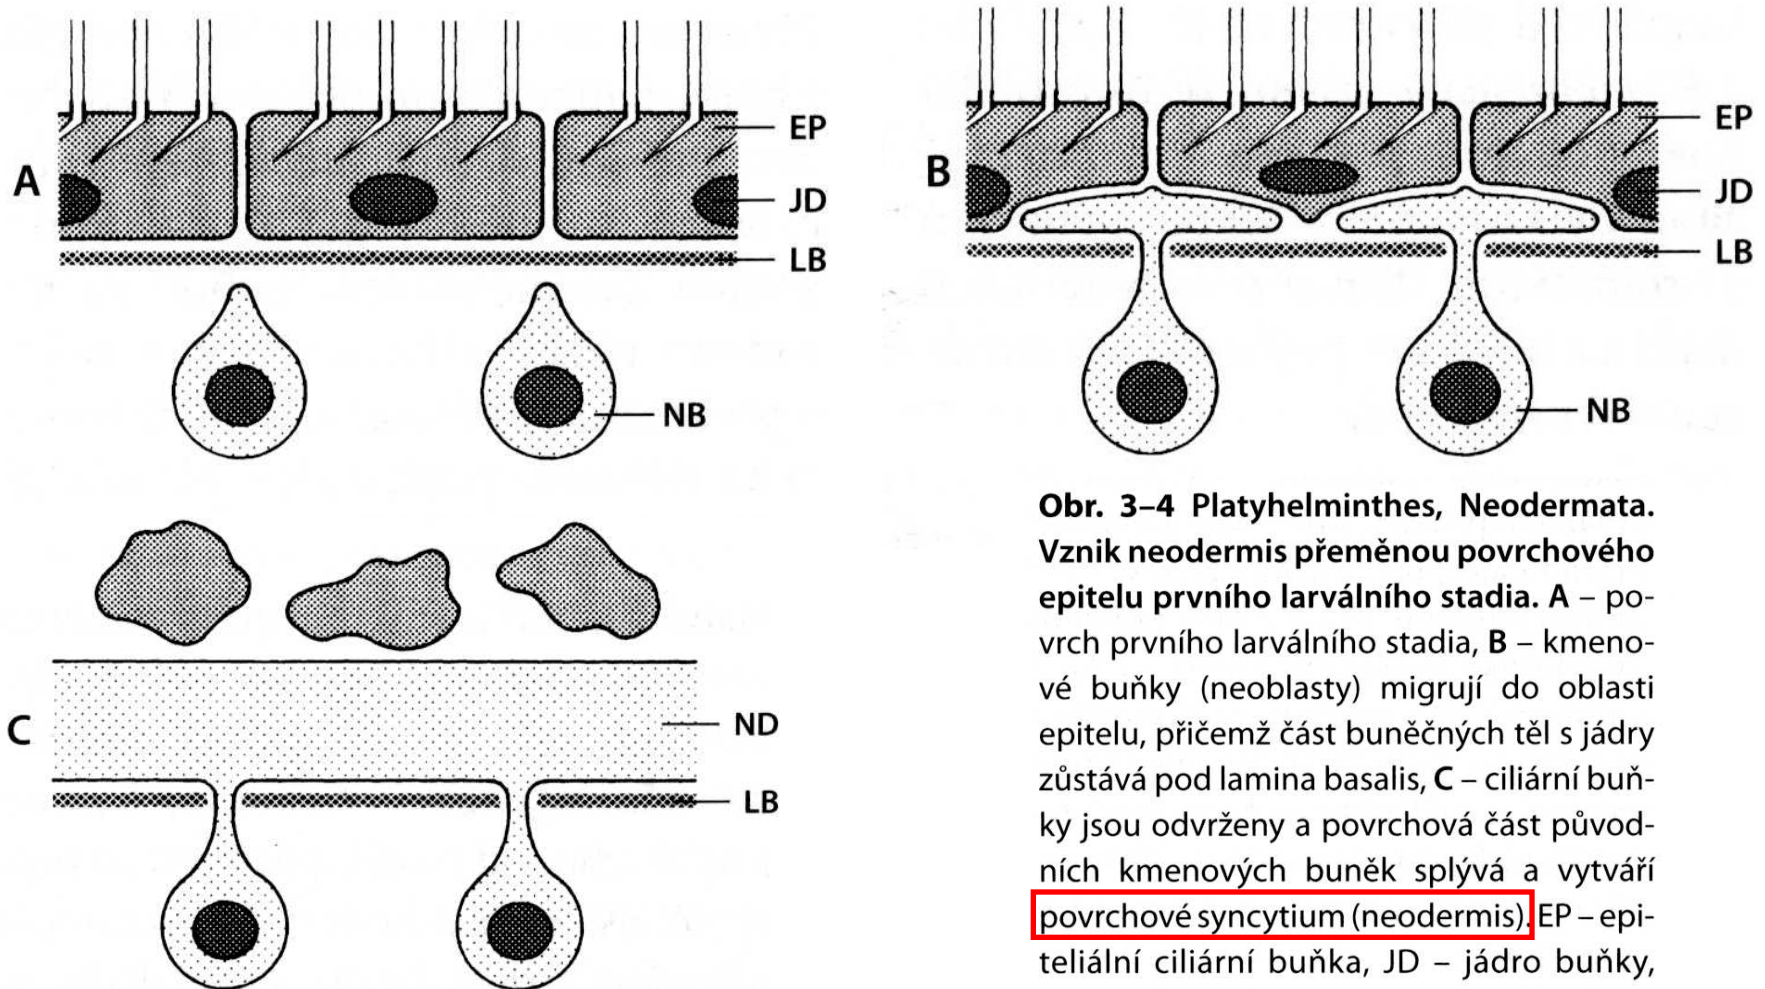 A
EP
JD
LB
NB
B
EP
JD
LB
NB
C
ND
LB
Obr. 3–4 Platyhelminthes, Neodermata.
Vznik neodermis přeměnou povrchového
epitelu prvního larválního stadia. A – po-
vrch prvního larválního stadia, B – kmeno-
vé buňky (neoblasty) migrují do oblasti
epitelu, přičemž část buněčných těl s jádry
zůstává pod lamina basalis, C – ciliární buň-
ky jsou odvrženy a povrchová část původ-
ních kmenových buněk splývá a vytváří
povrchové syncytium (neodermis). EP – epi-
teliální ciliární buňka, JD – jádro buňky,